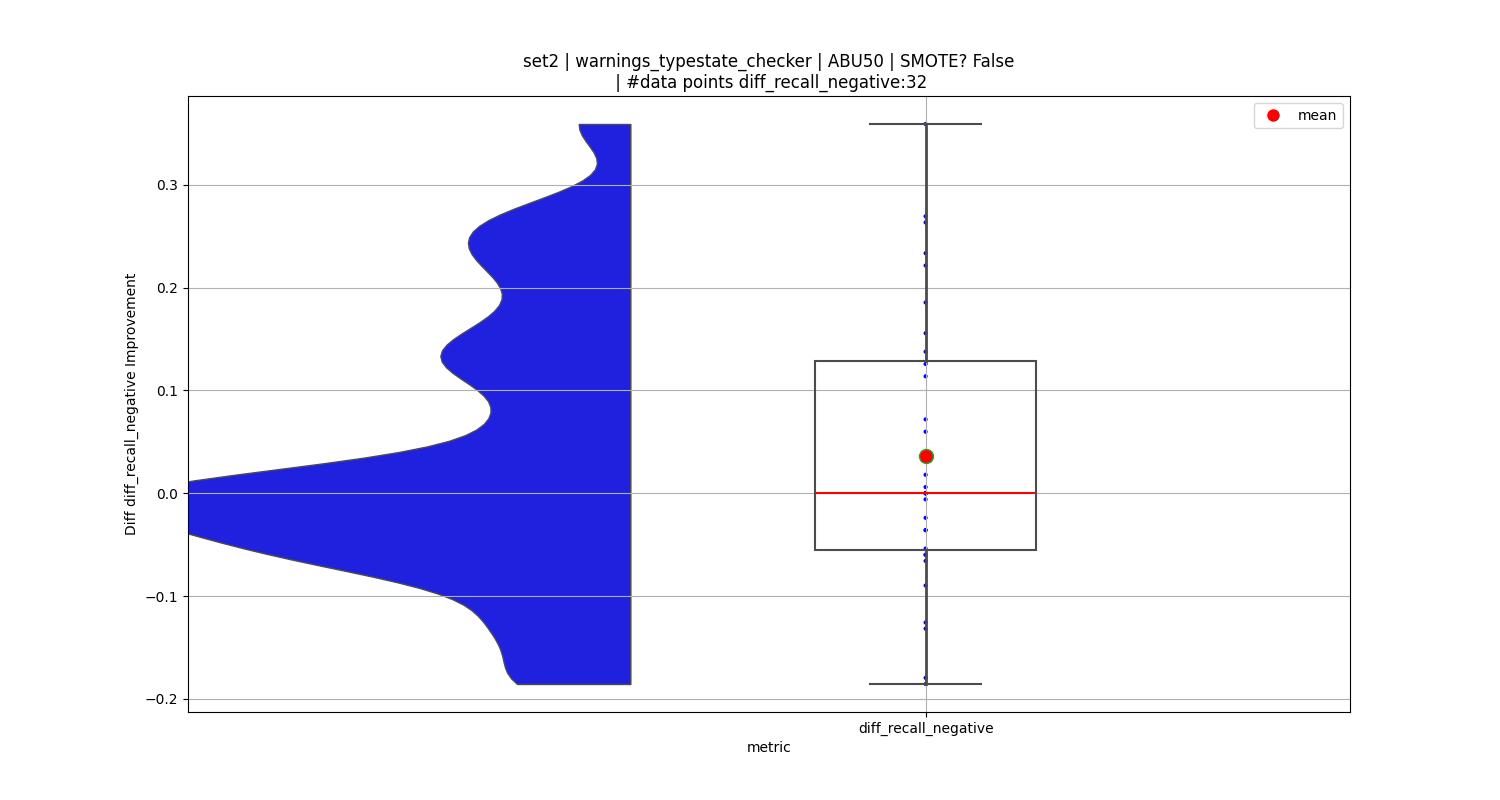 set2 | warnings_typestate_checker | ABU50 | SMOTE? False
| #data points diff_recall_negative:32
mean
0.3
0.2
0.1
0.0
−0.1
−0.2
Diff diff_recall_negative Improvement
diff_recall_negative
metric